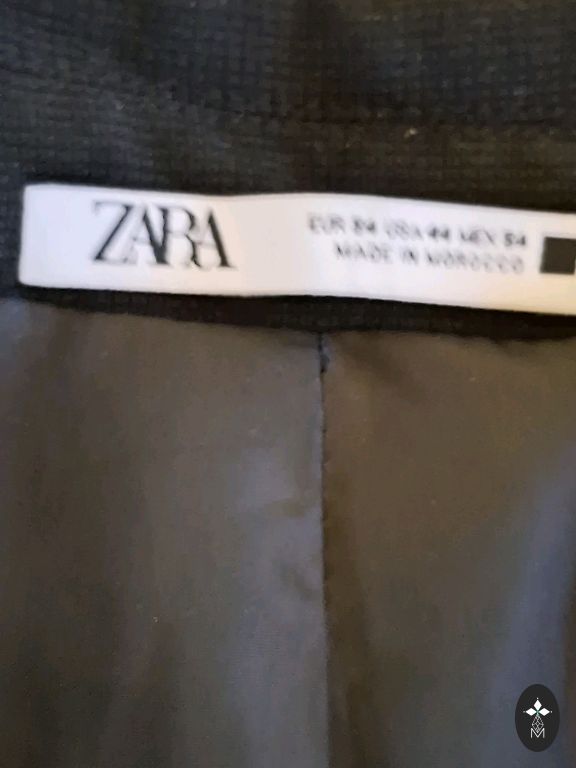 ZARA
EUR 54 USA 44 MEX 54
MADE IN MOROCCO
M